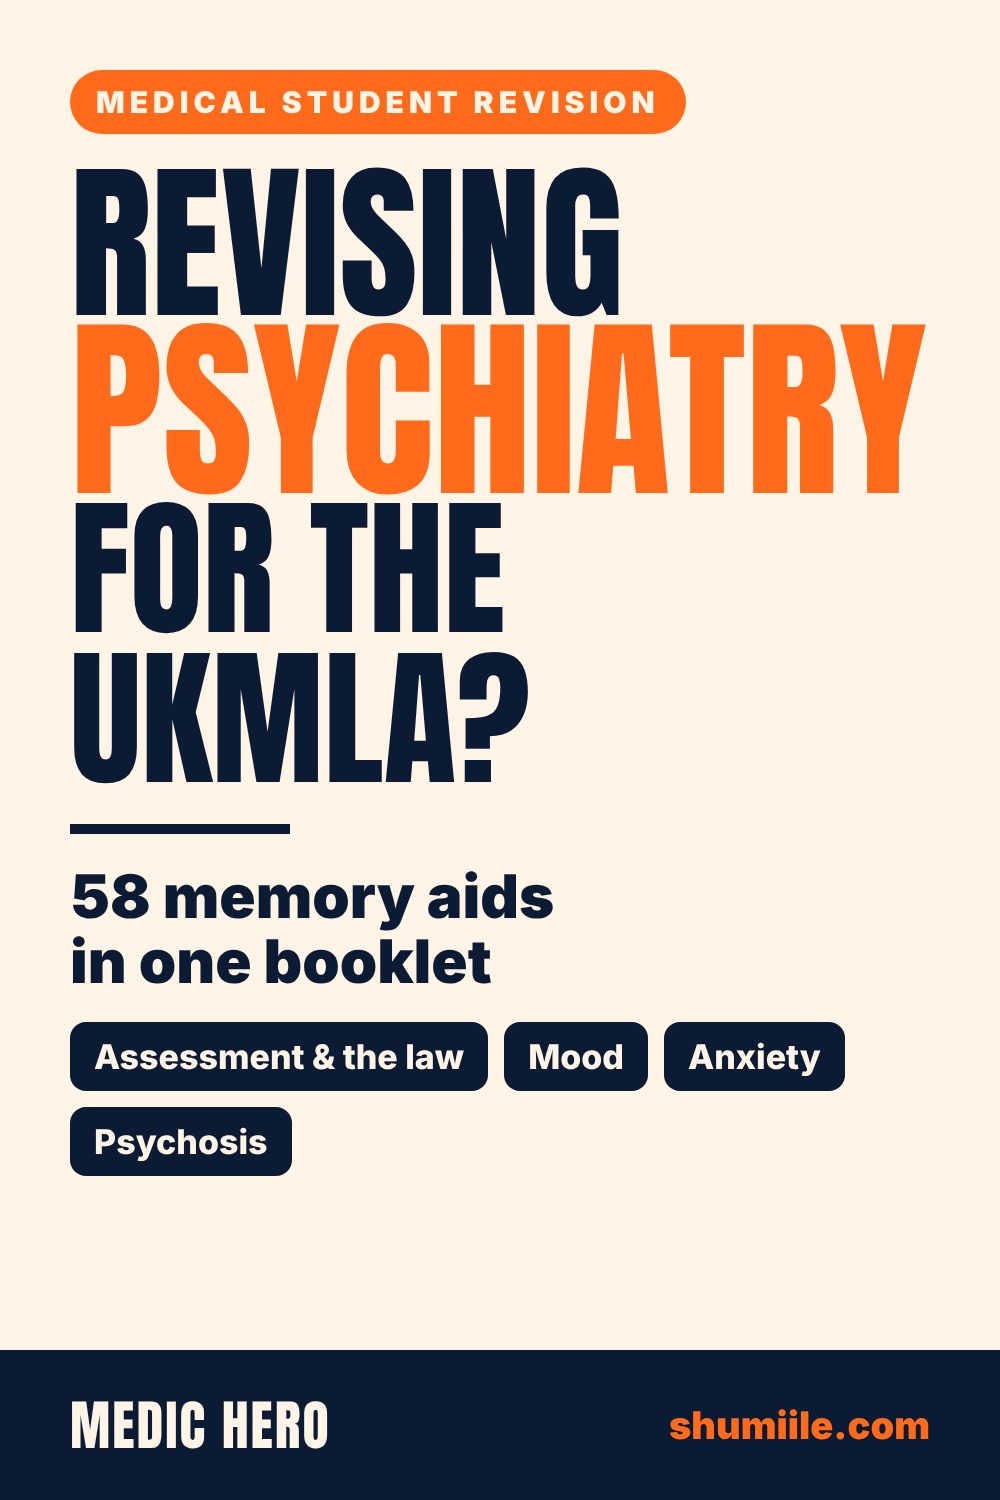 MEDICAL STUDENT REVISION
REVISING
PSYCHIATRY
FOR THE
UKMLA?
58 memory aids
in one booklet
Assessment & the law
Mood
Anxiety
Psychosis
MEDIC HERO
shumiile.com